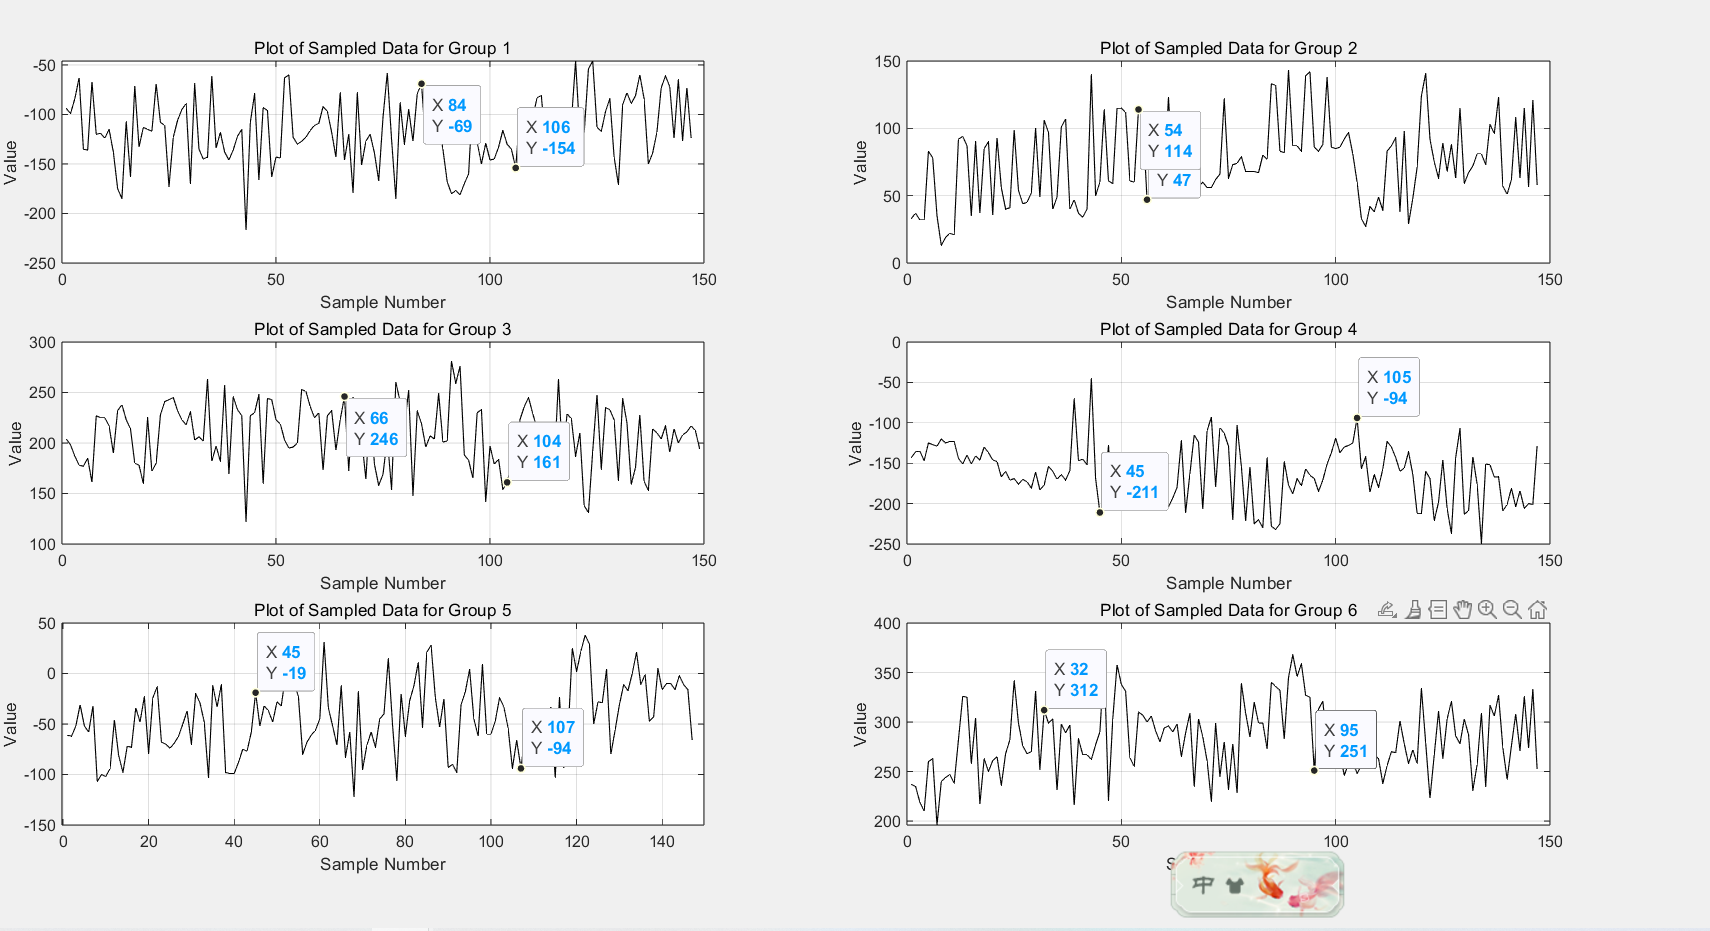 Plot of Sampled Data for Group 1
-50
-100
-150
-200
-250
Value
X 84
Y -69
X 106
Y -154
0
50
100
150
Sample Number
Plot of Sampled Data for Group 2
150
100
50
0
Value
X 54
Y 114
Y 47
0
50
100
150
Sample Number
Plot of Sampled Data for Group 3
300
250
200
150
100
Value
X 66
Y 246
X 104
Y 161
0
50
100
150
Sample Number
Plot of Sampled Data for Group 4
0
-50
-100
-150
-200
-250
Value
X 105
Y -94
X 45
Y -211
0
50
100
150
Sample Number
Plot of Sampled Data for Group 5
50
0
-50
-100
-150
Value
X 45
Y -19
X 107
Y -94
0
20
40
60
80
100
120
140
Sample Number
Plot of Sampled Data for Group 6
400
350
300
250
200
Value
X 32
Y 312
X 95
Y 251
0
50
100
150
中